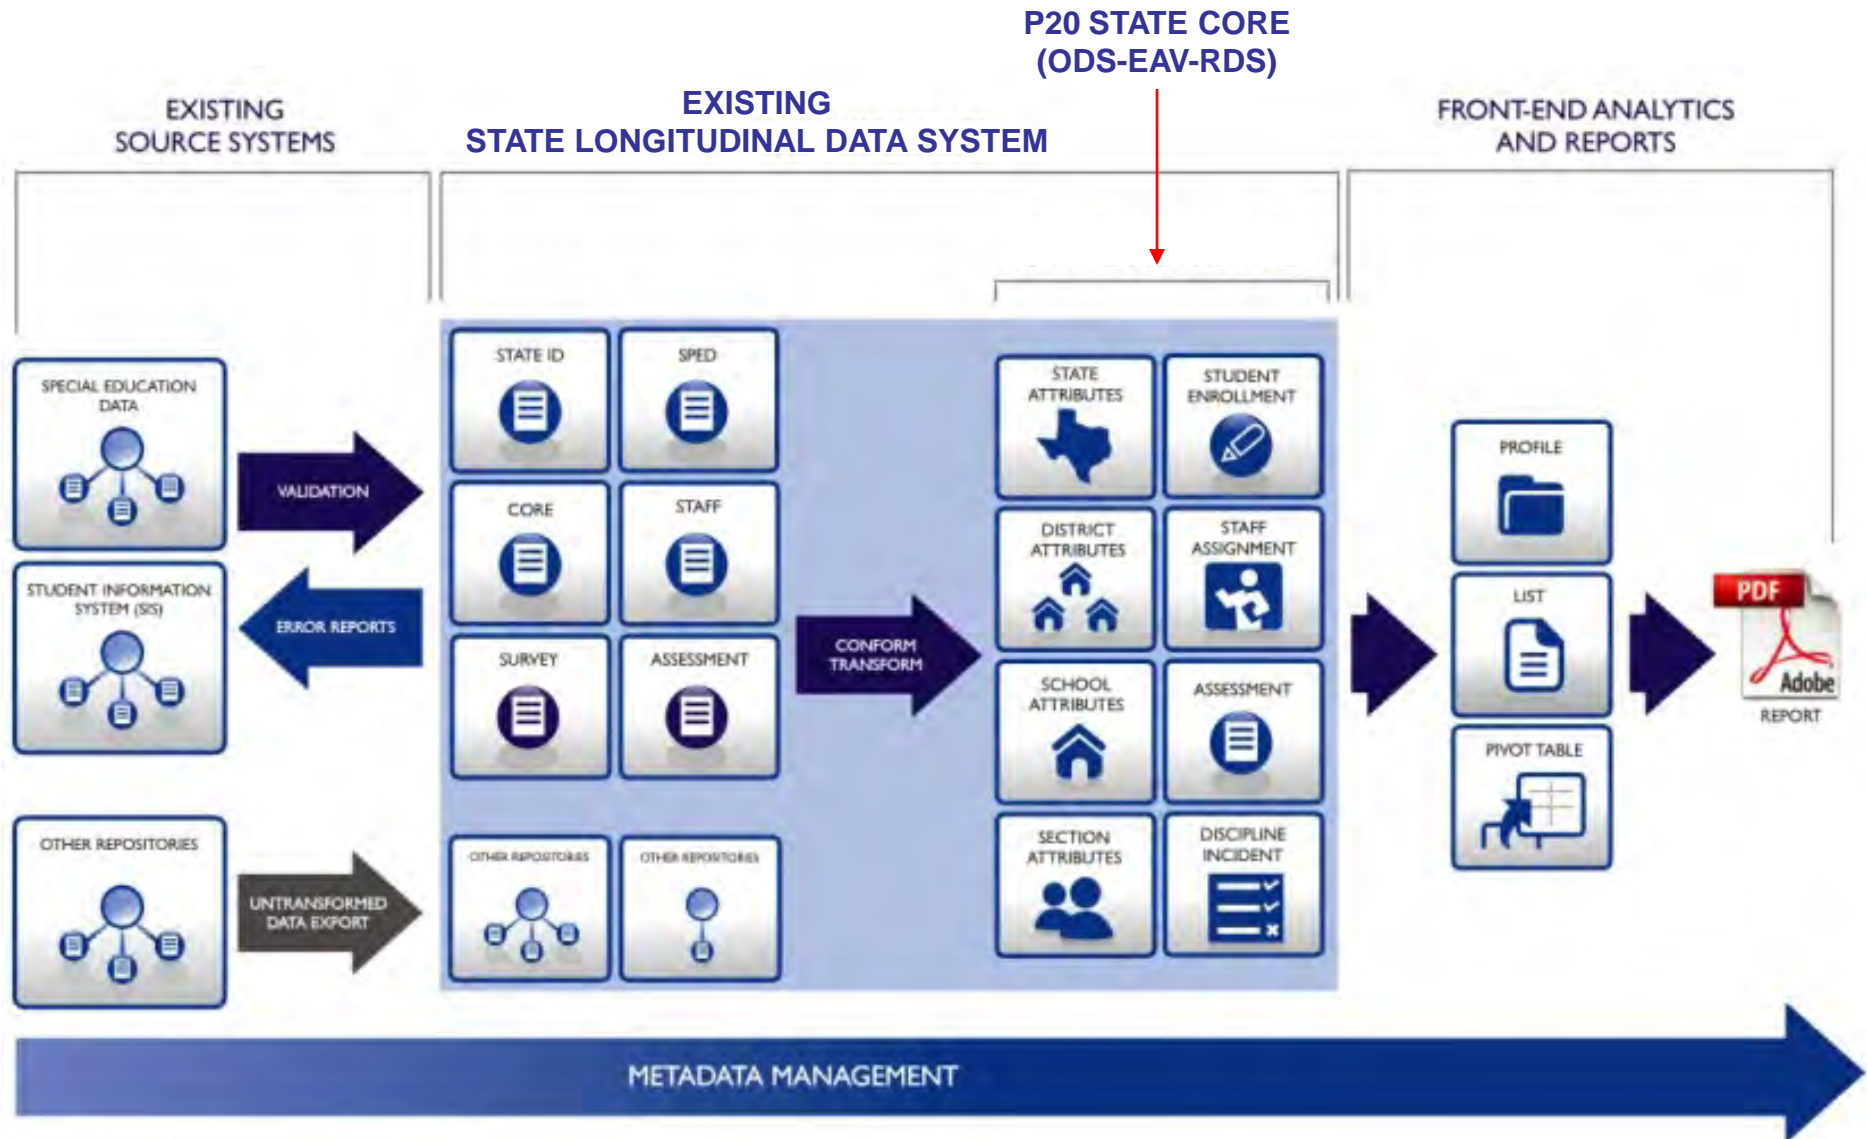 P20 STATE CORE
(ODS-EAV-RDS)
EXISTING
SOURCE SYSTEMS
EXISTING
STATE LONGITUDINAL DATA SYSTEM
FRONT-END ANALYTICS
AND REPORTS
SPECIAL EDUCATION
DATA
STUDENT INFORMATION
SYSTEM (SIS)
OTHER REPOSITORIES
VALIDATION
ERROR REPORTS
UNTRANSFORMED
DATA EXPORT
STATE ID
SPED
CORE
STAFF
SURVEY
ASSESSMENT
OTHER REPOSITORIES
OTHER REPOSITORIES
CONFORM
TRANSFORM
STATE
ATTRIBUTES
STUDENT
ENROLLMENT
DISTRICT
ATTRIBUTES
STAFF
ASSIGNMENT
SCHOOL
ATTRIBUTES
ASSESSMENT
SECTION
ATTRIBUTES
DISCIPLINE
INCIDENT
PROFILE
LIST
PIVOT TABLE
PDF
Adobe
REPORT
METADATA MANAGEMENT